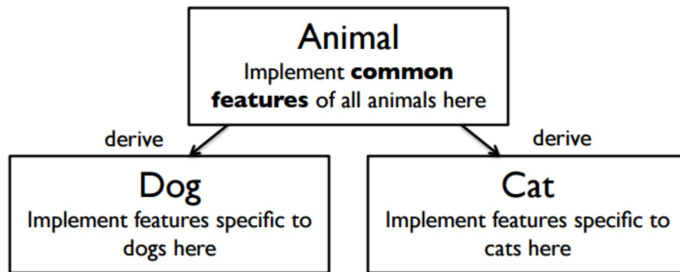 Animal
Implement common
features of all animals here
derive
derive
Dog
Implement features specific to
dogs here
Cat
Implement features specific to
cats here